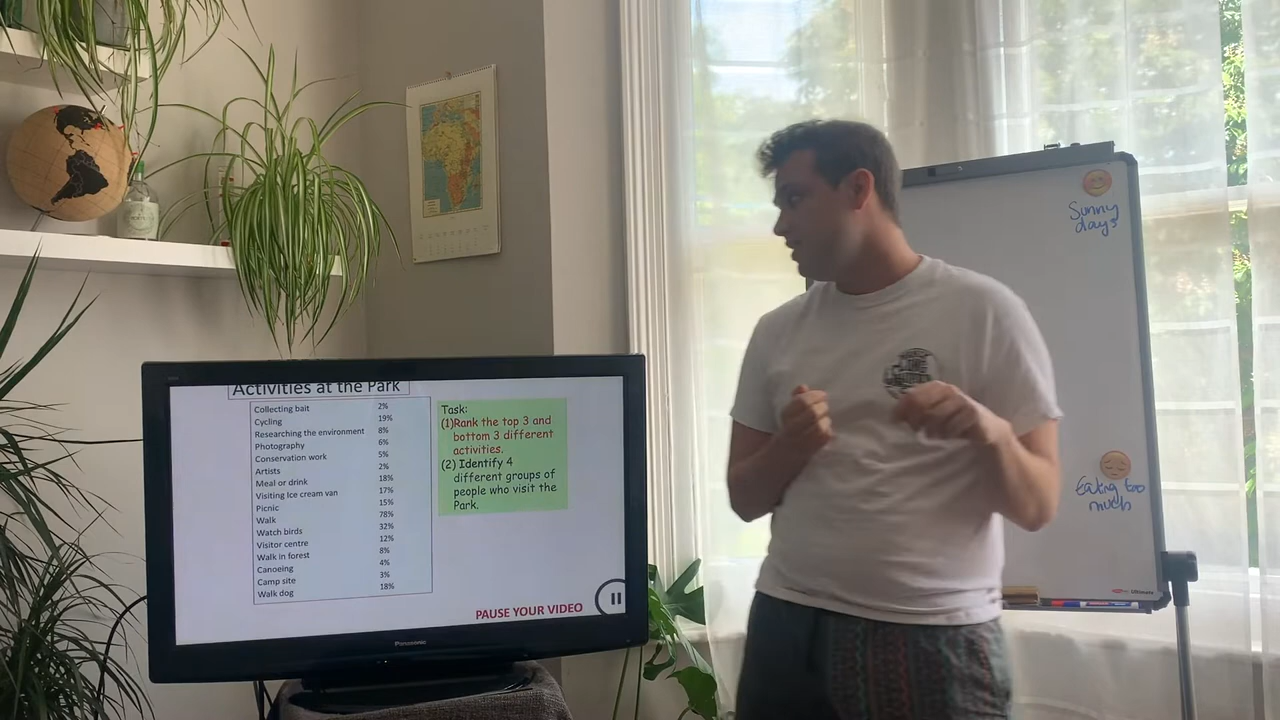 Activities at the Park
Collecting bait 2%
Cycling 19%
Researching the environment 8%
Photography 6%
Conservation work 5%
Artists 2%
Meal or drink 18%
Visiting Ice cream van 17%
Picnic 15%
Walk 78%
Watch birds 32%
Visitor centre 12%
Walk in forest 8%
Canoeing 4%
Camp site 3%
Walk dog 18%
Task:
(1)Rank the top 3 and
bottom 3 different
activities.
(2) Identify 4
different groups of
people who visit the
Park.
PAUSE YOUR VIDEO
Panasonic
Sunny
days
Eating too
much
Ultimate